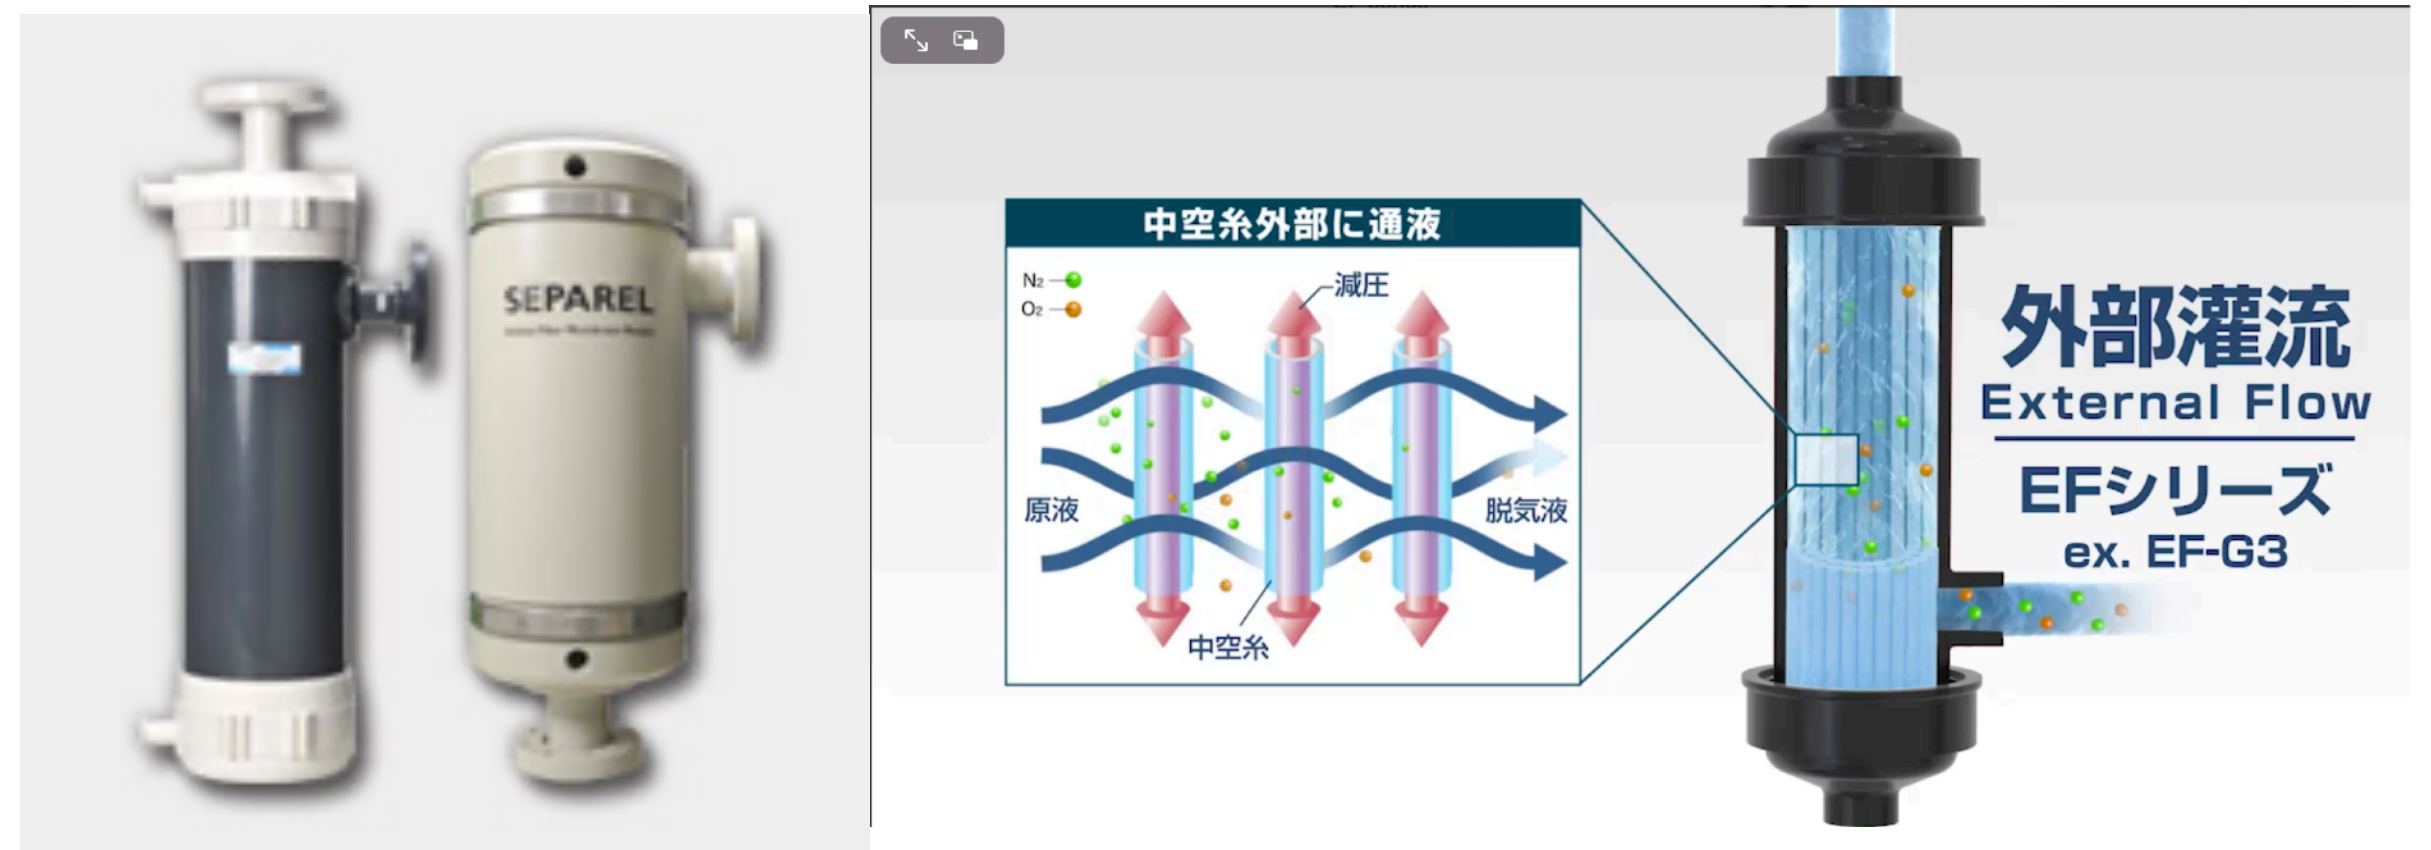 SEPAREL
中空糸外部に通液
N₂
O₂
減圧
原液
脱気液
中空糸
外部灌流
External Flow
EFシリーズ
ex. EF-G3